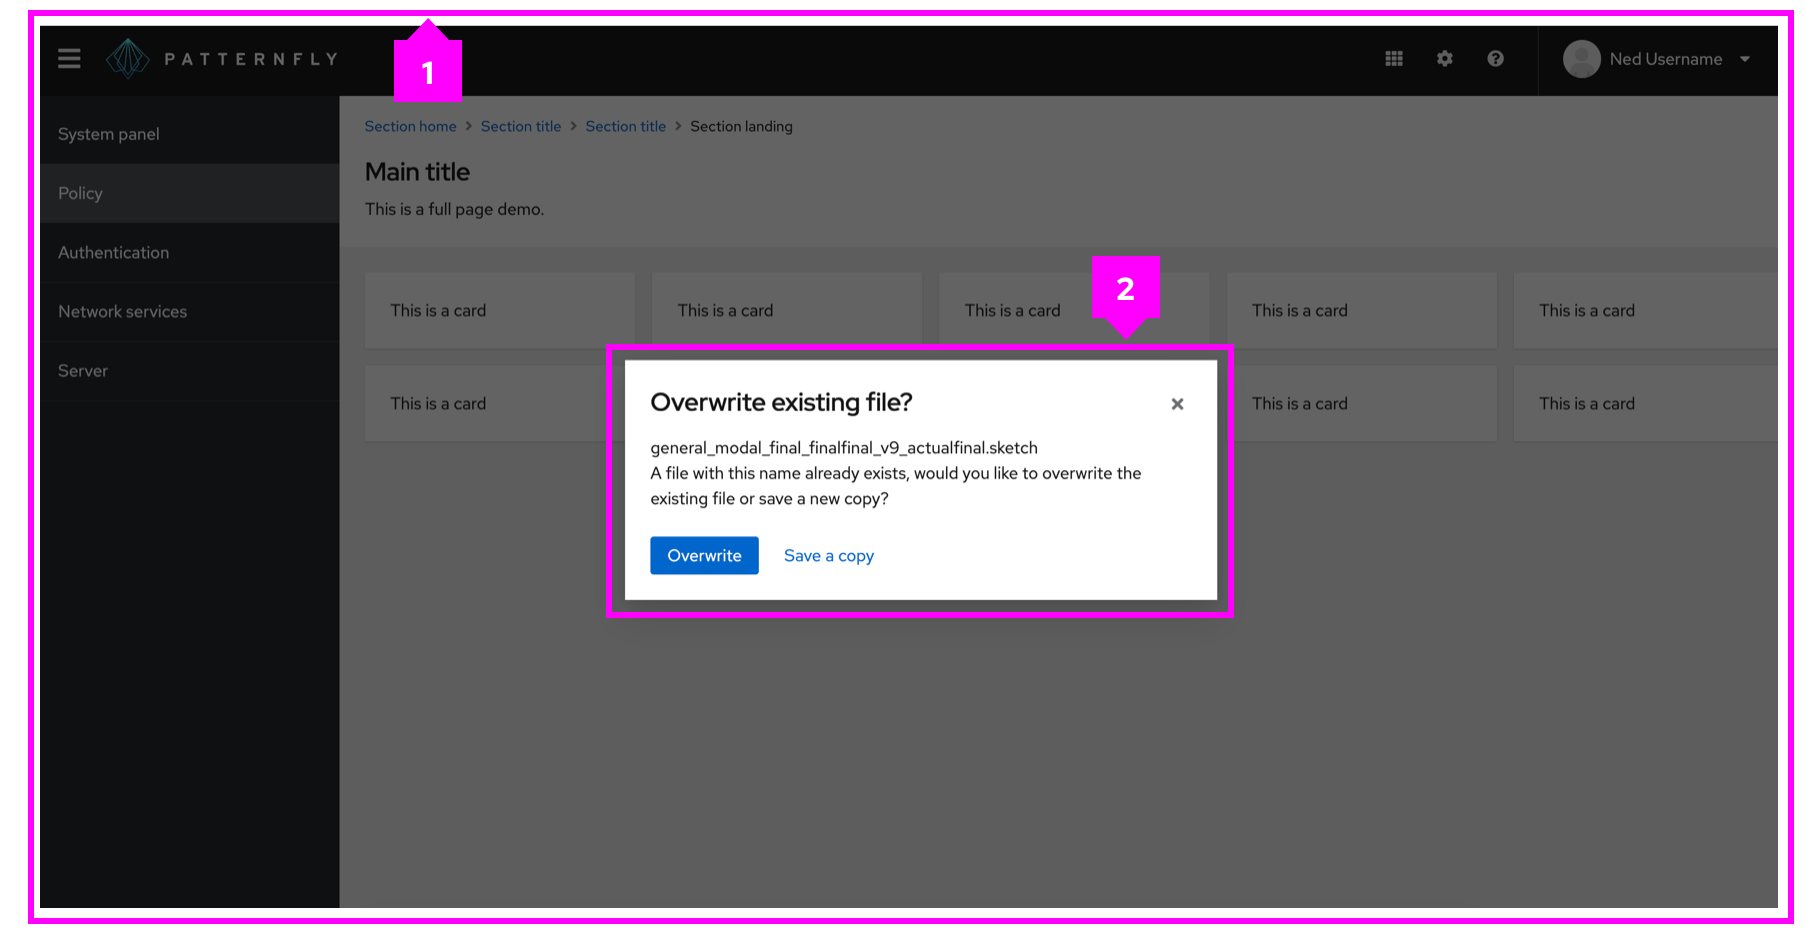 1
PATTERNFLY
Ned Username
System panel
Policy
Authentication
Network services
Server
Section home > Section title > Section title > Section landing
Main title
This is a full page demo.
2
This is a card This is a card This is a card This is a card This is a card
This is a card This is a card This is a card
Overwrite existing file?
general_modal_final_finalfinal_v9_actualfinal.sketch
A file with this name already exists, would you like to overwrite the
existing file or save a new copy?
Overwrite Save a copy